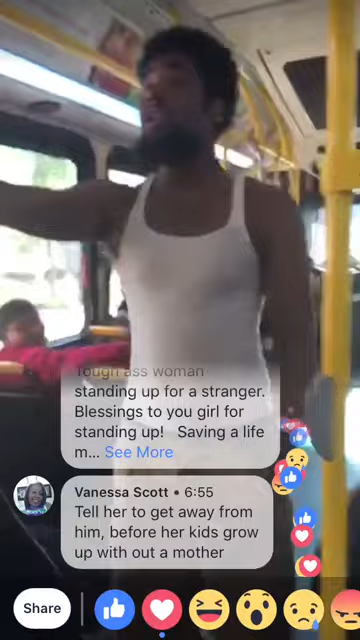 Tough ass woman
standing up for a stranger.
Blessings to you girl for
standing up! Saving a life
m... See More
Vanessa Scott • 6:55
Tell her to get away from
him, before her kids grow
up with out a mother
Share